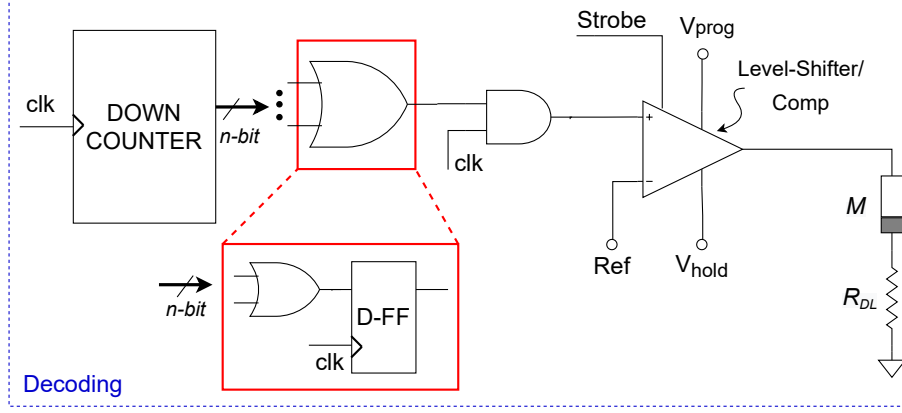 Strobe
Vprog
Level-Shifter/
Comp
clk
DOWN
COUNTER
n-bit
clk
+
−
M
Ref
Vhold
RDL
n-bit
D-FF
clk
Decoding